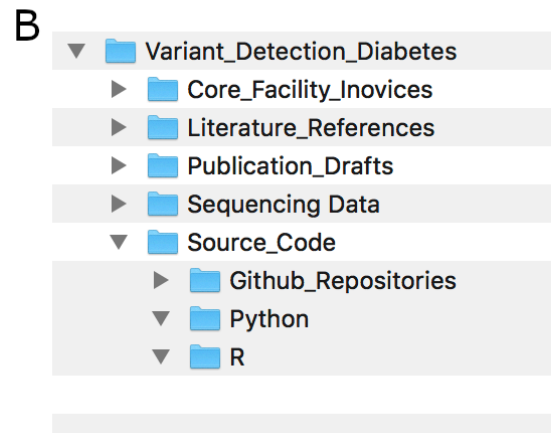 B
Variant_Detection_Diabetes
Core_Facility_Inovices
Literature_References
Publication_Drafts
Sequencing Data
Source_Code
Github_Repositories
Python
R